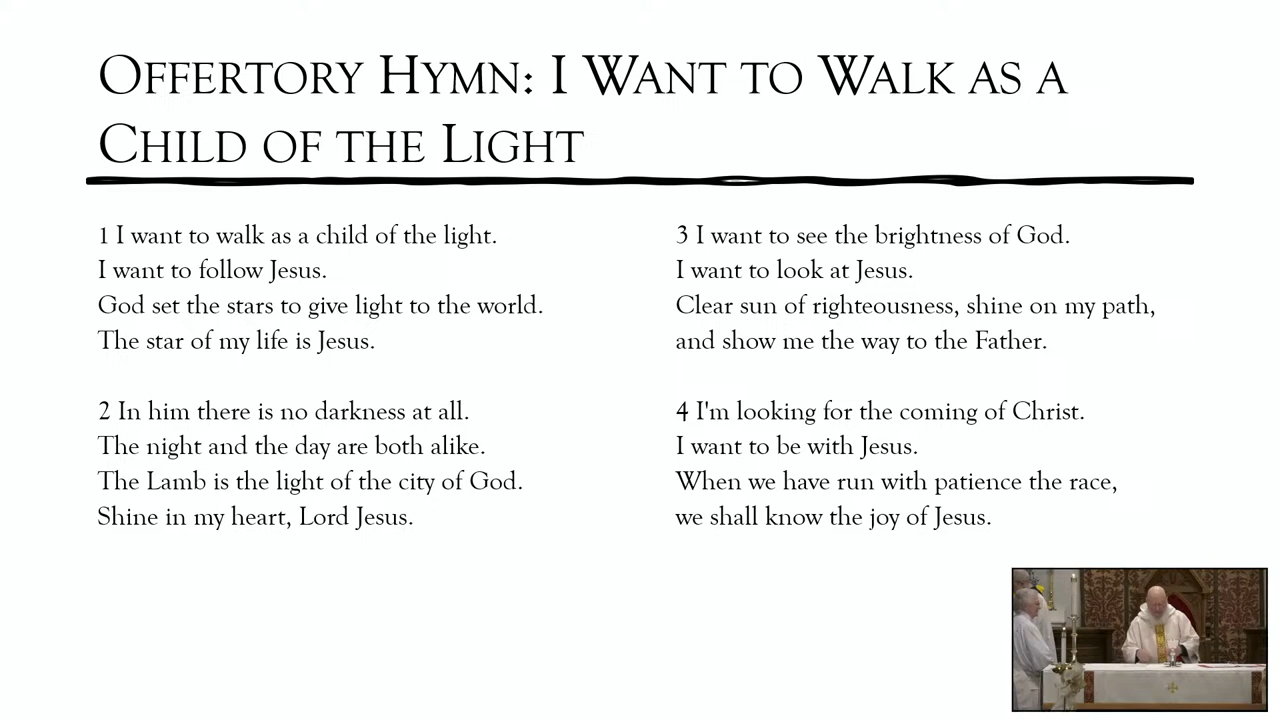 OFFERTORY HYMN: I WANT TO WALK AS A
CHILD OF THE LIGHT
1 I want to walk as a child of the light.
I want to follow Jesus.
God set the stars to give light to the world.
The star of my life is Jesus.
2 In him there is no darkness at all.
The night and the day are both alike.
The Lamb is the light of the city of God.
Shine in my heart, Lord Jesus.
3 I want to see the brightness of God.
I want to look at Jesus.
Clear sun of righteousness, shine on my path,
and show me the way to the Father.
4 I'm looking for the coming of Christ.
I want to be with Jesus.
When we have run with patience the race,
we shall know the joy of Jesus.